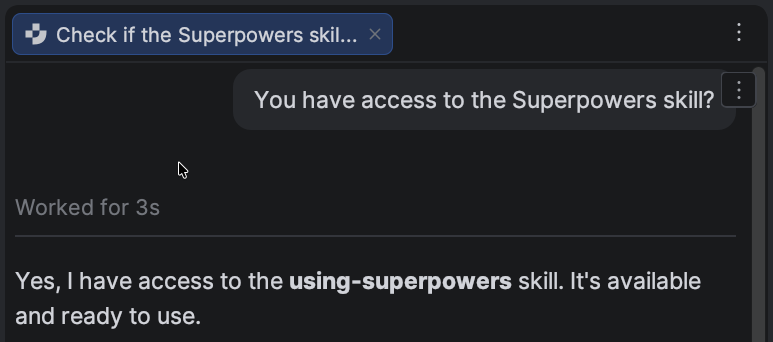 Check if the Superpowers skil...
You have access to the Superpowers skill?
Worked for 3s
Yes, I have access to the using-superpowers skill. It's available
and ready to use.